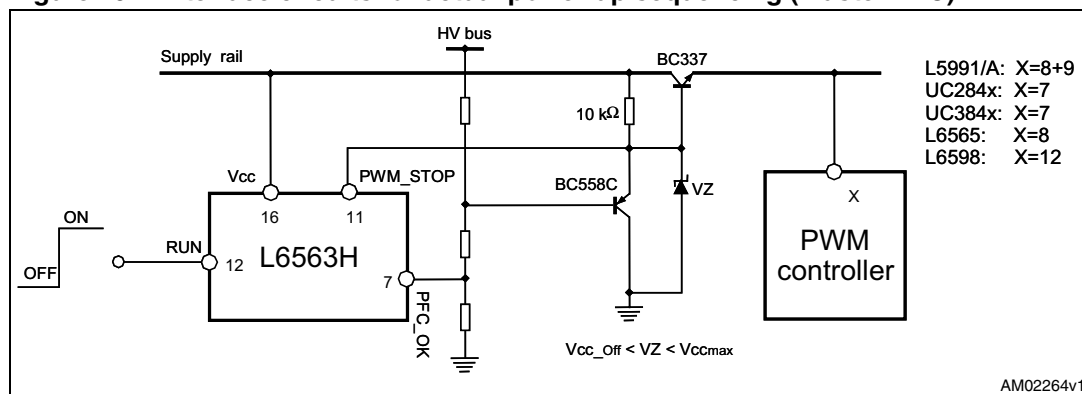 HV bus
Supply rail
BC337
L5991/A: X=8+9
UC284x: X=7
UC384x: X=7
L6565: X=8
L6598: X=12
10 kΩ
Vcc
PWM_STOP
BC558C
VZ
16
11
X
ON
OFF
RUN
12
L6563H
7
PFC_OK
PWM
controller
Vcc_Off < VZ < Vccmax
AM02264v1